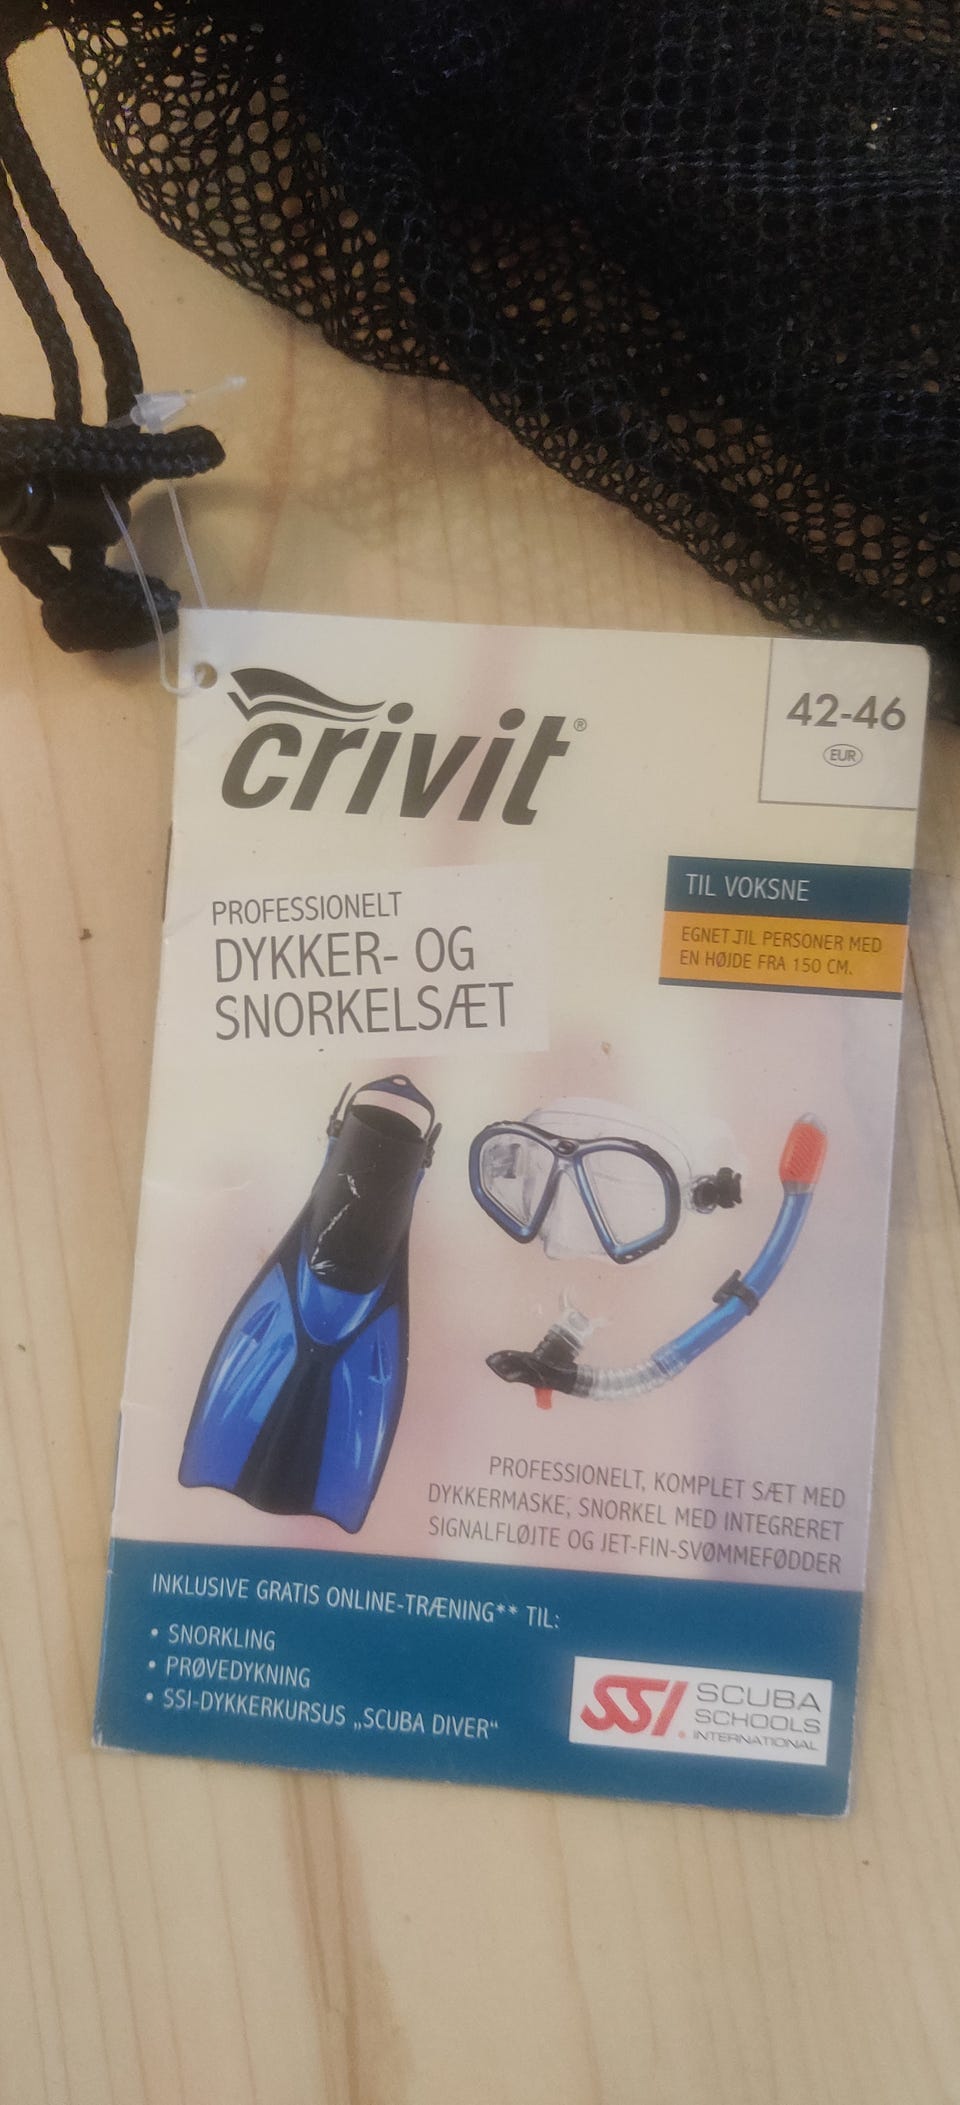 crivit®
42-46
EUR
TIL VOKSNE
EGNET TIL PERSONER MED
EN HØJDE FRA 150 CM.
PROFESSIONELT
DYKKER- OG
SNORKELSÆT
PROFESSIONELT, KOMPLET SÆT MED
DYKKERMASKE, SNORKEL MED INTEGRERET
SIGNALFLØJTE OG JET-FIN-SVØMMEFØDDER
INKLUSIVE GRATIS ONLINE-TRÆNING** TIL:
• SNORKLING
• PRØVEDYKNING
• SSI-DYKKERKURSUS „SCUBA DIVER“
SSI.
SCUBA
SCHOOLS
INTERNATIONAL